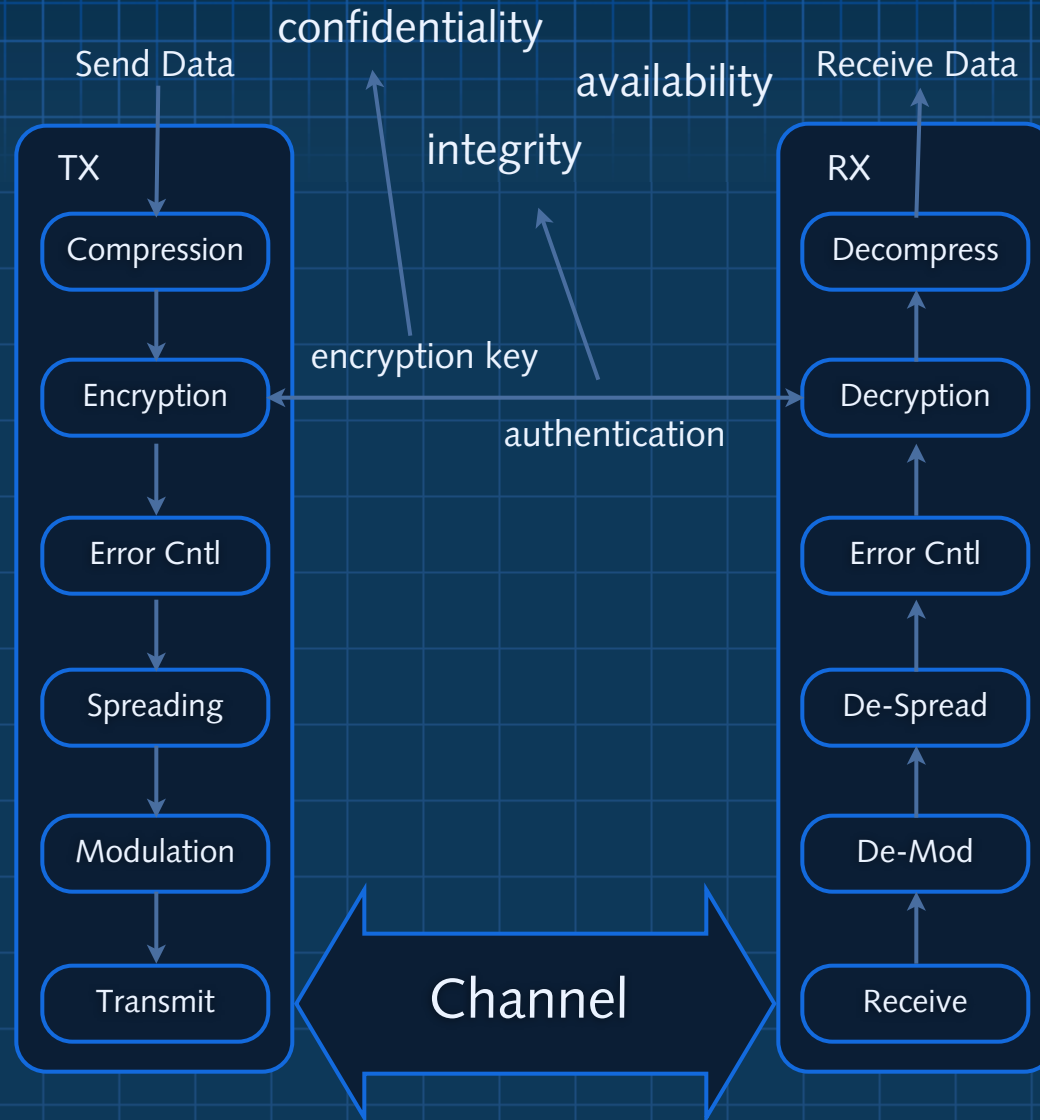 confidentiality
Send Data
availability
Receive Data
integrity
TX
RX
Compression
Decompress
encryption key
Encryption
Decryption
authentication
Error Cntl
Error Cntl
Spreading
De-Spread
Modulation
De-Mod
Channel
Transmit
Receive